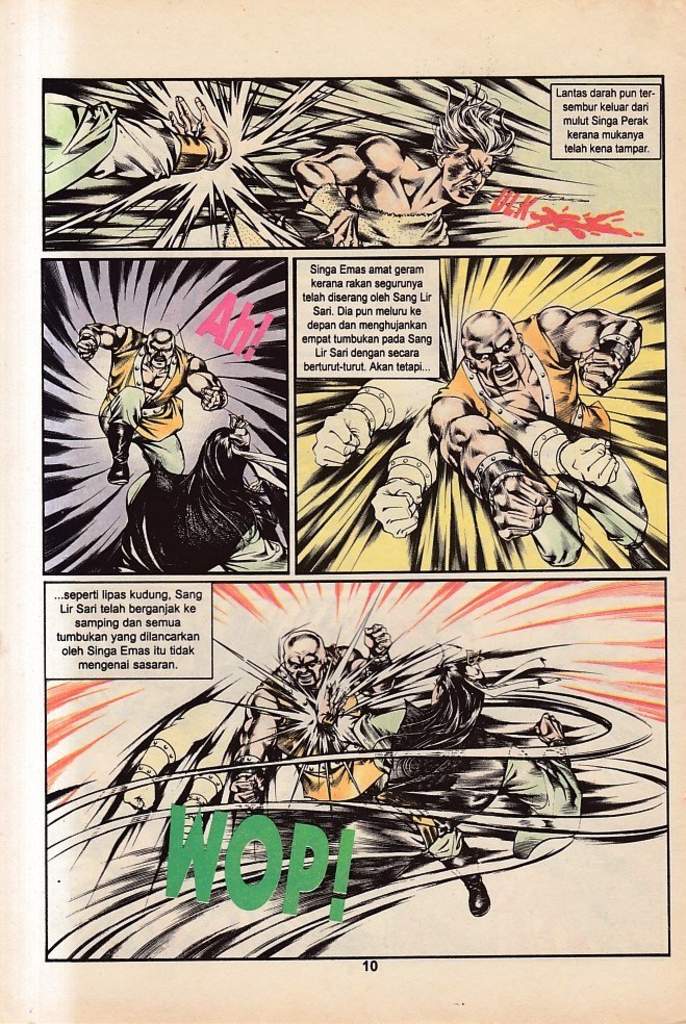 Lantas darah pun ter-
sembur keluar dari
mulut Singa Perak
kerana mukanya
telah kena tampar.
UEK
Ah!
Singa Emas amat geram
kerana rakan segurunya
telah diserang oleh Sang Lir
Sari. Dia pun meluru ke
depan dan menghujankan
empat tumbukan pada Sang
Lir Sari dengan secara
berturut-turut. Akan tetapi...
...seperti lipas kudung, Sang
Lir Sari telah berganjak ke
samping dan semua
tumbukan yang dilancarkan
oleh Singa Emas itu tidak
mengenai sasaran.
WOP!
10